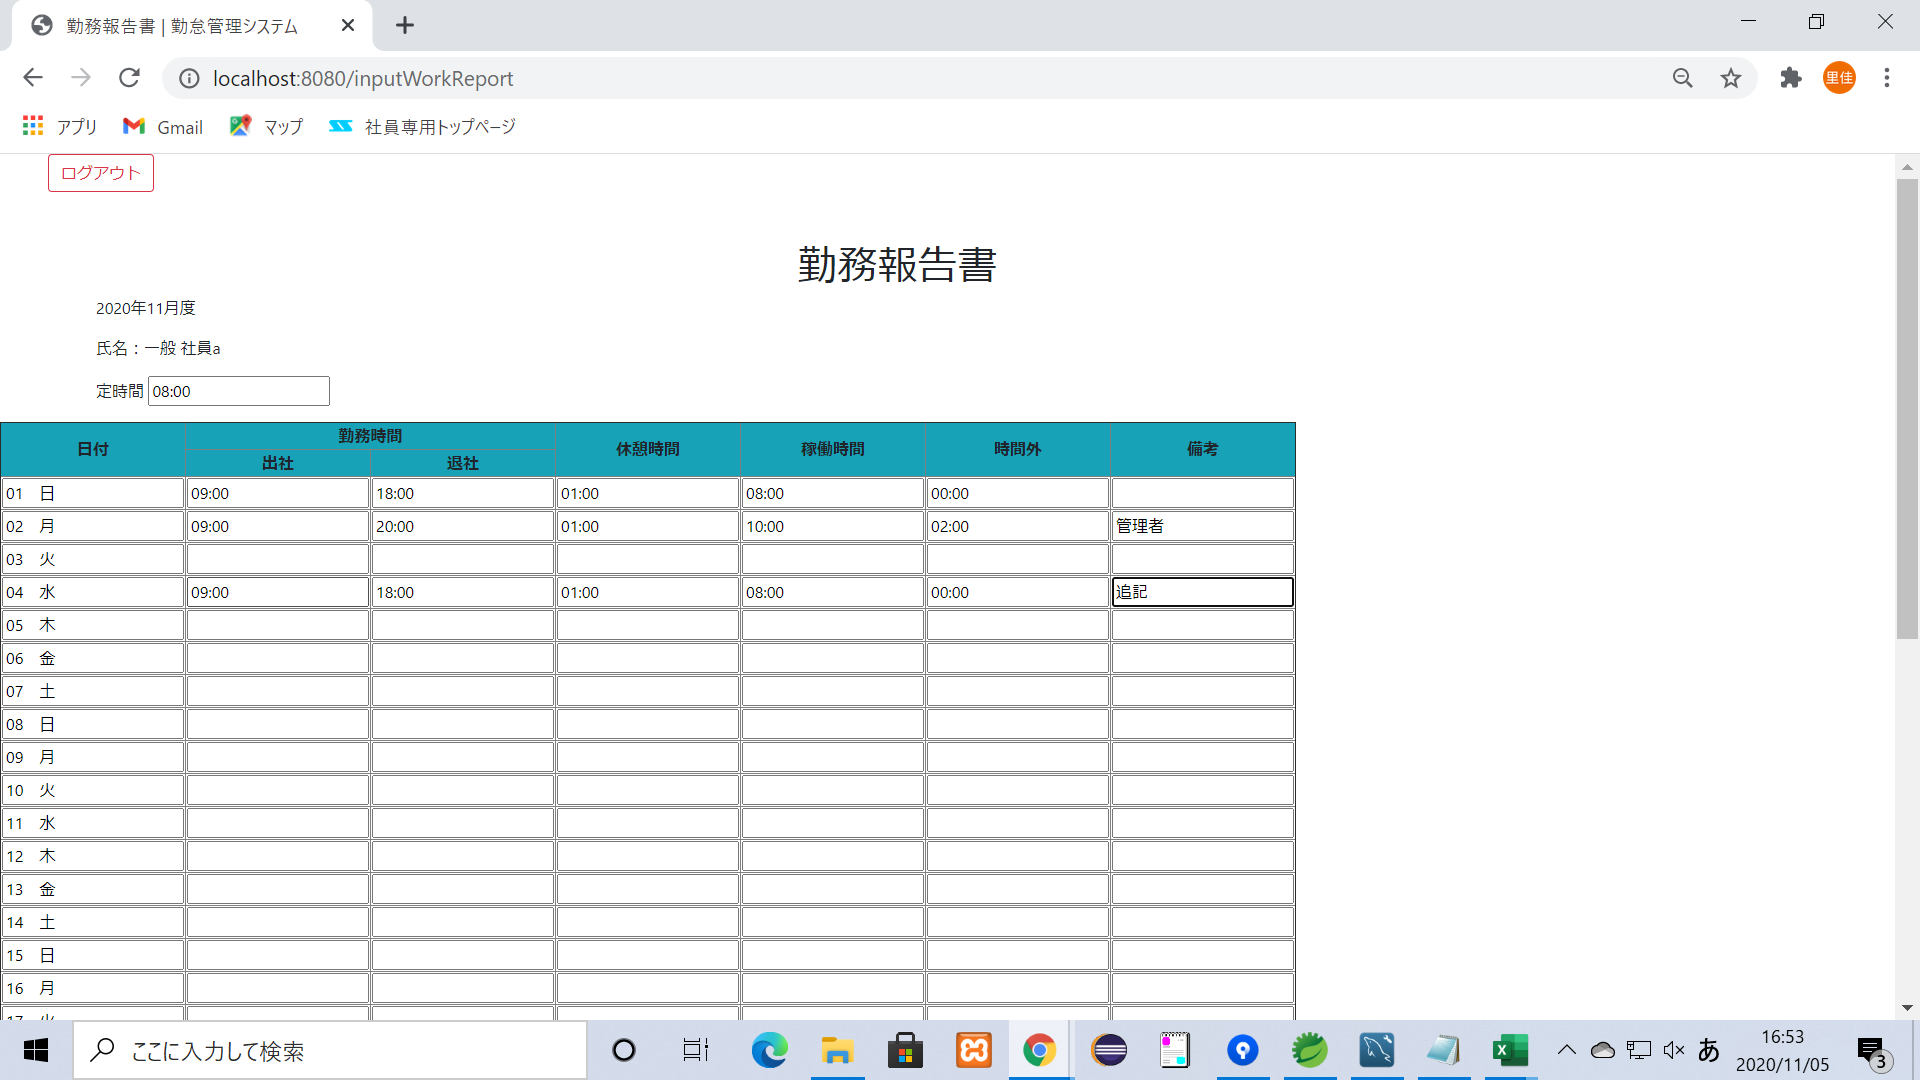 勤務報告書 | 勤怠管理システム
localhost:8080/inputWorkReport
里佳
アプリ Gmail マップ 社員専用トップページ
ログアウト
勤務報告書
2020年11月度
氏名：一般 社員a
定時間 08:00
日付 勤務時間 休憩時間 稼働時間 時間外 備考
出社 退社
01 日 09:00 18:00 01:00 08:00 00:00
02 月 09:00 20:00 01:00 10:00 02:00 管理者
03 火
04 水 09:00 18:00 01:00 08:00 00:00 追記
05 木
06 金
07 土
08 日
09 月
10 火
11 水
12 木
13 金
14 土
15 日
16 月
17 火
ここに入力して検索
あ
16:53
2020/11/05
3